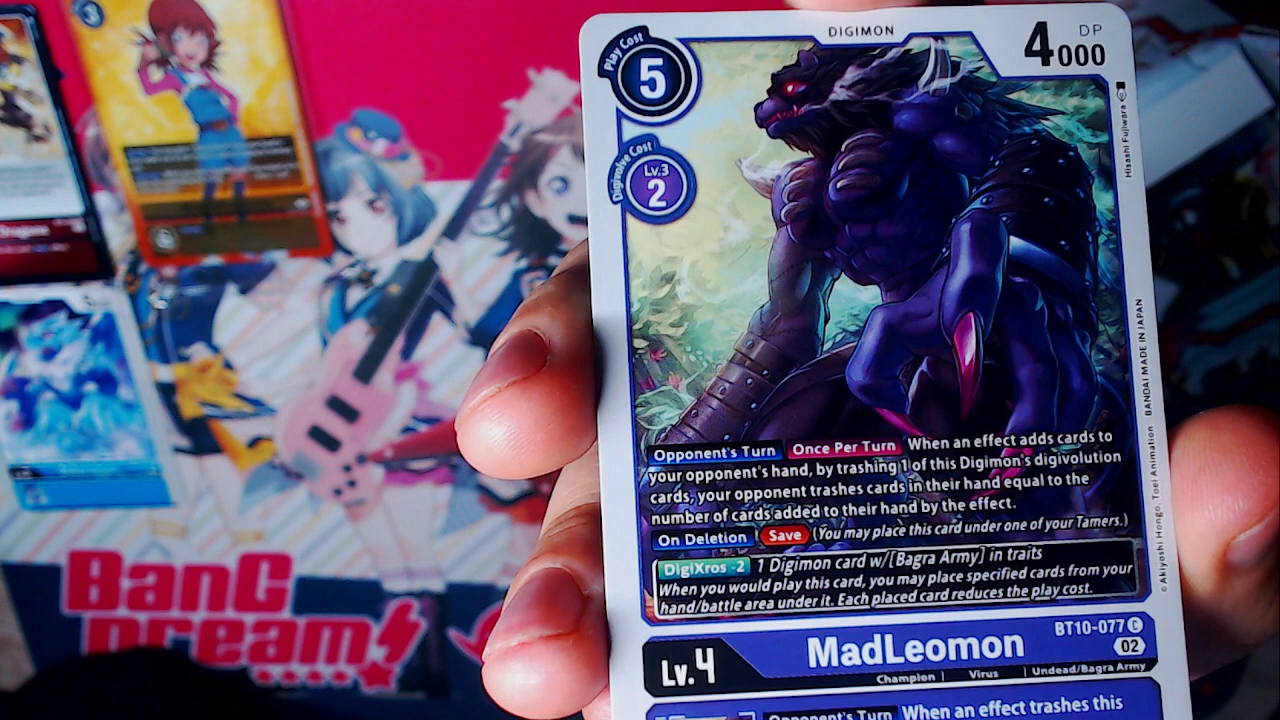 DIGIMON
Play Cost
5
4000
DP
Digivolve Cost
Lv.3
2
Hisashi Fujiwara
Opponent's Turn Once Per Turn When an effect adds cards to
your opponent's hand, by trashing 1 of this Digimon's digivolution
cards, your opponent trashes cards in their hand equal to the
number of cards added to their hand by the effect.
On Deletion Save (You may place this card under one of your Tamers.)
DigiXros -2 1 Digimon card w/[Bagra Army] in traits
When you would play this card, you may place specified cards from your
hand/battle area under it. Each placed card reduces the play cost.
© Akiyoshi Hongo, Toei Animation BANDAI MADE IN JAPAN
BT10-077 C
02
Lv.4
MadLeomon
Champion | Virus | Undead/Bagra Army
Opponent's Turn When an effect trashes this
3
BanG
Dream!